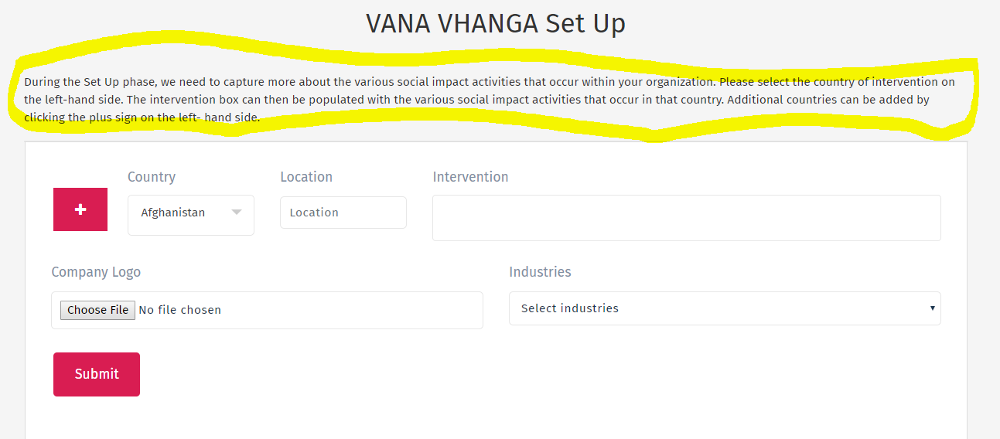 VANA VHANGA Set Up
During the Set Up phase, we need to capture more about the various social impact activities that occur within your organization. Please select the country of intervention on
the left-hand side. The intervention box can then be populated with the various social impact activities that occur in that country. Additional countries can be added by
clicking the plus sign on the left- hand side.
Country Location Intervention
+ Afghanistan Location
Company Logo Industries
Choose File No file chosen Select industries
Submit